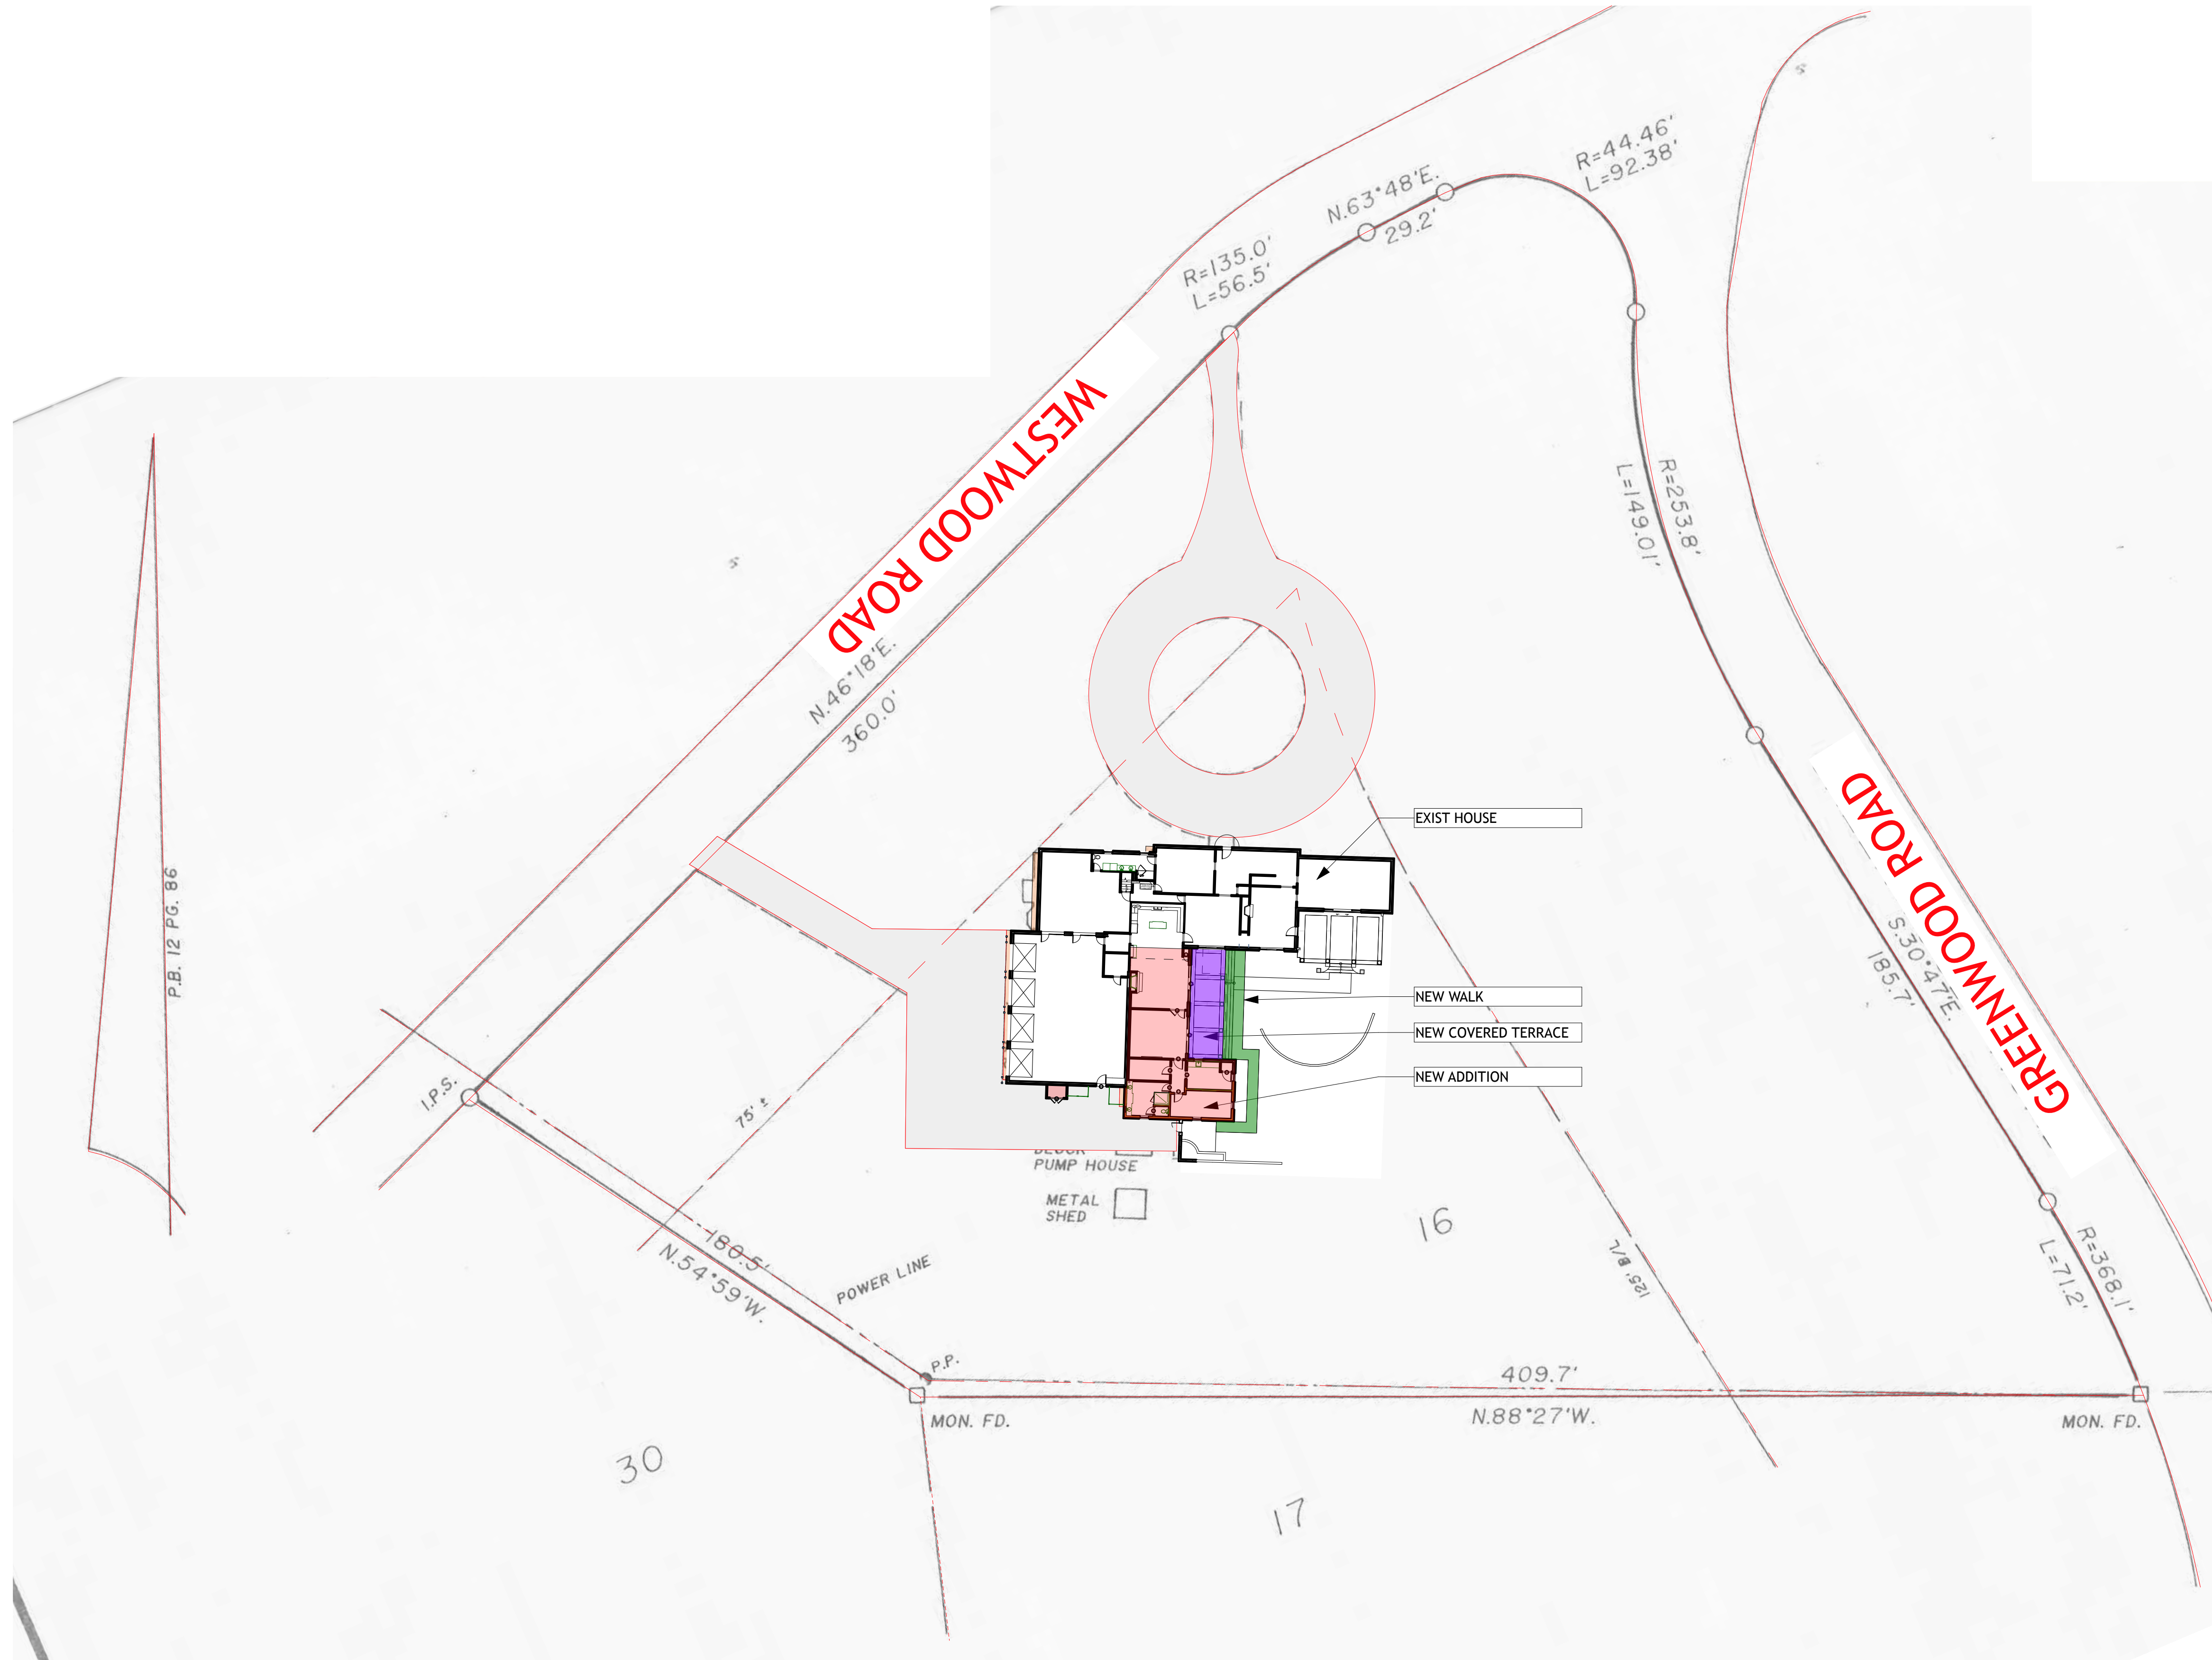 R=44.46'
L=92.38'
N.63°48'E.
29.2'
R=135.0'
L=56.5'
WESTWOOD ROAD
N.46°18'E.
360.0'
R=253.8'
L=149.01'
P.B. 12 PG. 86
EXIST HOUSE
NEW WALK
NEW COVERED TERRACE
NEW ADDITION
GREENWOOD ROAD
S.30°47'E.
185.7'
I.P.S.
75' ±
PUMP HOUSE
METAL
SHED
16
180.5'
N.54°59'W.
POWER LINE
125' B/L
R=368.1'
L=71.2'
P.P.
409.7'
N.88°27'W.
MON. FD.
MON. FD.
30
17